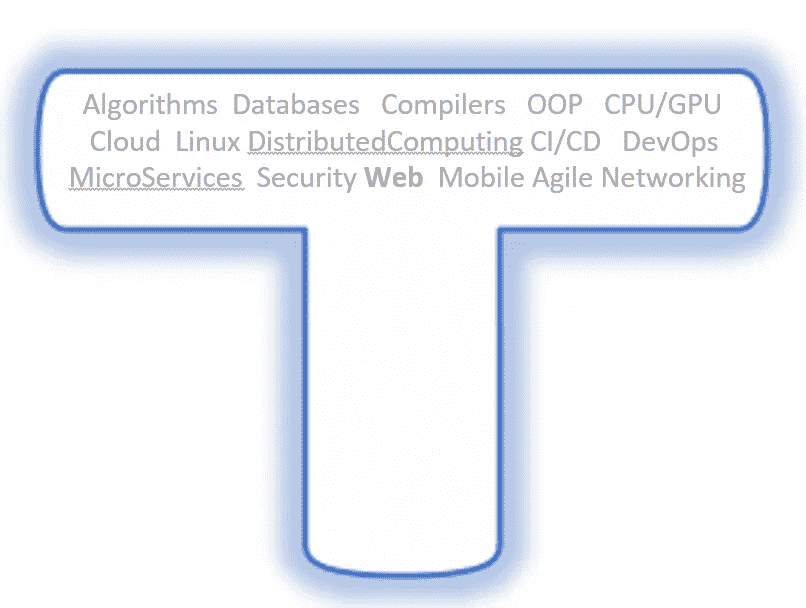 Algorithms Databases Compilers OOP CPU/GPU
Cloud Linux DistributedComputing CI/CD DevOps
MicroServices Security Web Mobile Agile Networking